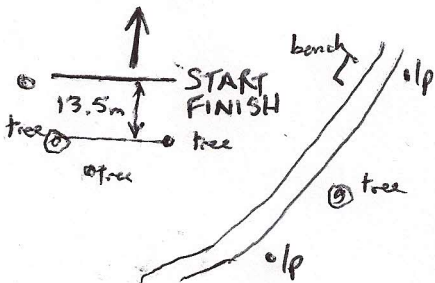 bench
START
l/p
13.5m
FINISH
tree
tree
tree
tree
l/p